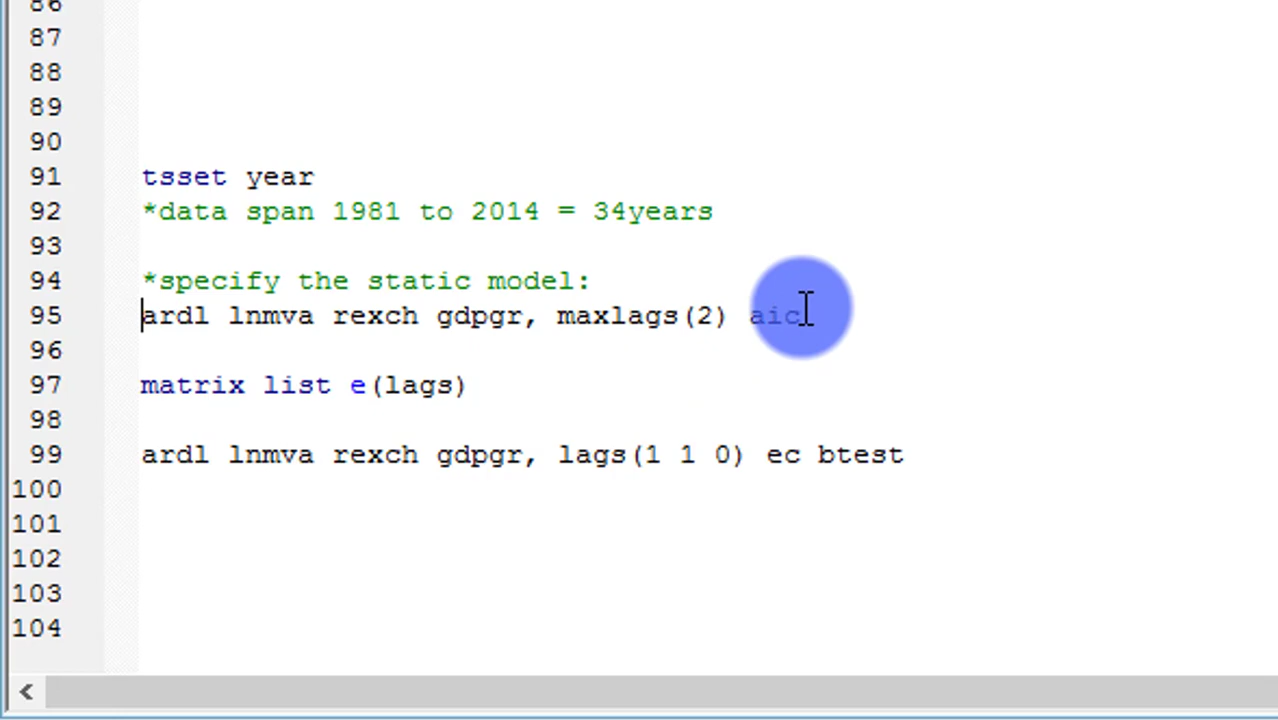 86
87
88
89
90
91 tsset year
92 *data span 1981 to 2014 = 34years
93
94 *specify the static model:
95 ardl lnmva rexch gdpgr, maxlags(2) aic
96
97 matrix list e(lags)
98
99 ardl lnmva rexch gdpgr, lags(1 1 0) ec btest
100
101
102
103
104